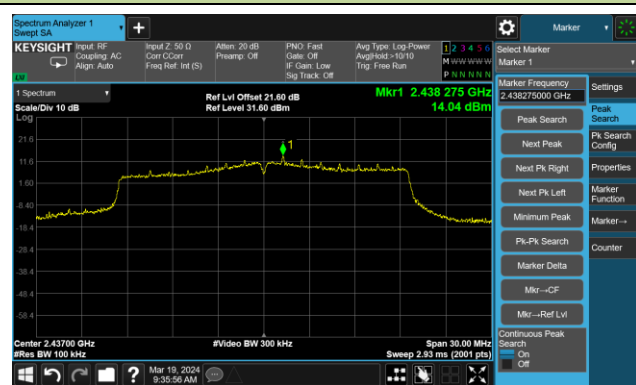 Spectrum Analyzer 1
Swept SA
Marker
KEYSIGHT
Input: RF
Coupling: AC
Align: Auto
Input Z: 50 Ω
Corr CCorr
Freq Ref: Int (S)
Atten: 20 dB
Preamp: Off
PNO: Fast
Gate: Off
IF Gain: Low
Sig Track: Off
Avg Type: Log-Power
Avg|Hold:>10/10
Trig: Free Run
1 2 3 4 5 6
M W W W W W
P N N N N N
LW
Select Marker
Marker 1
1 Spectrum
Scale/Div 10 dB
Log
Ref Lvl Offset 21.60 dB
Ref Level 31.60 dBm
Mkr1 2.438 275 GHz
14.04 dBm
21.6
11.6
1.60
-8.40
-18.4
-28.4
-38.4
-48.4
-58.4
1
Center 2.43700 GHz
#Res BW 100 kHz
#Video BW 300 kHz
Span 30.00 MHz
Sweep 2.93 ms (2001 pts)
Marker Frequency
2.438275000 GHz
Peak Search
Next Peak
Next Pk Right
Next Pk Left
Minimum Peak
Pk-Pk Search
Marker Delta
Mkr→CF
Mkr→Ref Lvl
Continuous Peak
Search
On
Off
Settings
Peak
Search
Pk Search
Config
Properties
Marker
Function
Marker→
Counter
?
Mar 19, 2024
9:35:56 AM